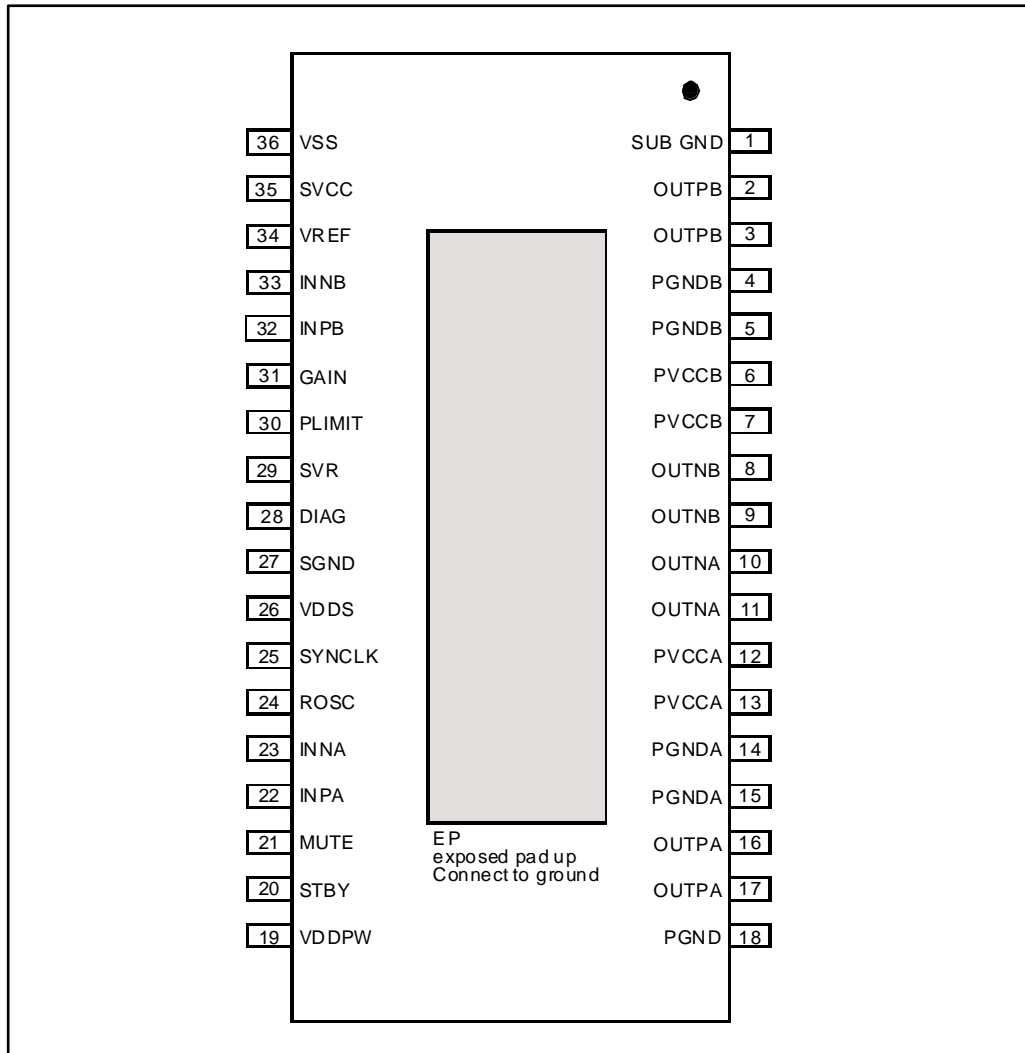 36 VSS SUB GND 1
35 SVCC OUTPB 2
34 VREF OUTPB 3
33 INNB PGNDB 4
32 INPB PGNDB 5
31 GAIN PVCCB 6
30 PLIMIT PVCCB 7
29 SVR OUTNB 8
28 DIAG OUTNB 9
27 SGND OUTNA 10
26 VDDS OUTNA 11
25 SYNCLK PVCCA 12
24 ROSC PVCCA 13
23 INNA PGNDA 14
22 INPA PGNDA 15
21 MUTE OUTPA 16
20 STBY OUTPA 17
19 VDDPW PGND 18
EP
exposed pad up
Connect to ground